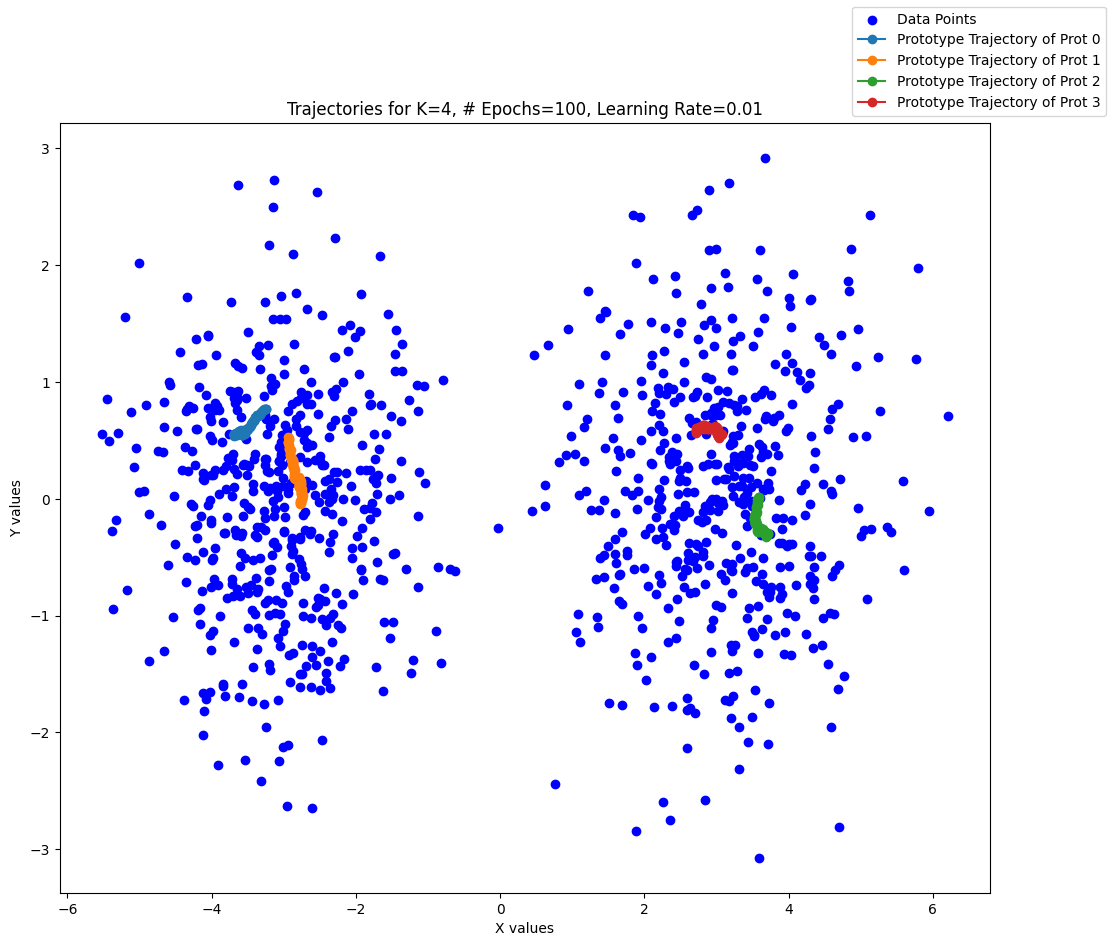 Data Points
Prototype Trajectory of Prot 0
Prototype Trajectory of Prot 1
Prototype Trajectory of Prot 2
Prototype Trajectory of Prot 3
Trajectories for K=4, # Epochs=100, Learning Rate=0.01
3
2
1
0
−1
−2
−3
Y values
−6
−4
−2
0
2
4
6
X values